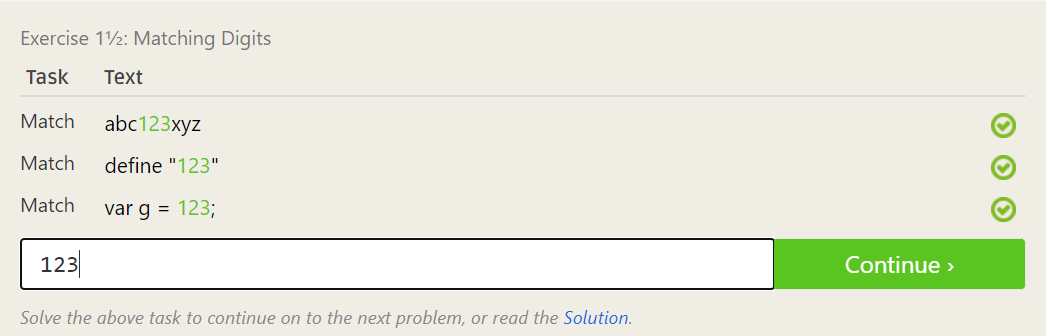 Exercise 1½: Matching Digits
Task Text
Match abc123xyz
Match define "123"
Match var g = 123;
123 Continue ›
Solve the above task to continue on to the next problem, or read the Solution.